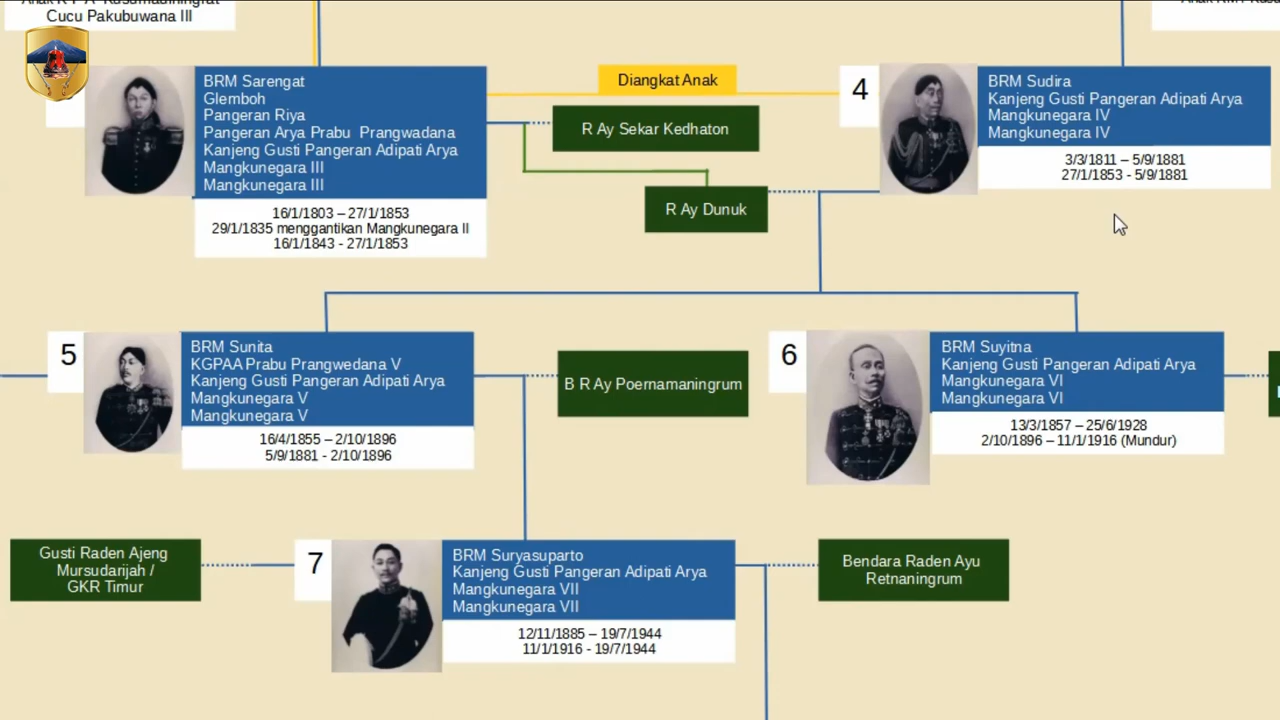 Cucu Pakubuwana III
BRM Sarengat
Glemboh
Pangeran Riya
Pangeran Arya Prabu Prangwadana
Kanjeng Gusti Pangeran Adipati Arya
Mangkunegara III
Mangkunegara III
16/1/1803 – 27/1/1853
29/1/1835 menggantikan Mangkunegara II
16/1/1843 - 27/1/1853
Diangkat Anak
R Ay Sekar Kedhaton
R Ay Dunuk
4
BRM Sudira
Kanjeng Gusti Pangeran Adipati Arya
Mangkunegara IV
Mangkunegara IV
3/3/1811 – 5/9/1881
27/1/1853 - 5/9/1881
5
BRM Sunita
KGPAA Prabu Prangwedana V
Kanjeng Gusti Pangeran Adipati Arya
Mangkunegara V
Mangkunegara V
16/4/1855 – 2/10/1896
5/9/1881 - 2/10/1896
B R Ay Poernamaningrum
6
BRM Suyitna
Kanjeng Gusti Pangeran Adipati Arya
Mangkunegara VI
Mangkunegara VI
13/3/1857 – 25/6/1928
2/10/1896 – 11/1/1916 (Mundur)
Gusti Raden Ajeng
Mursudarijah /
GKR Timur
7
BRM Suryasuparto
Kanjeng Gusti Pangeran Adipati Arya
Mangkunegara VII
Mangkunegara VII
12/11/1885 – 19/7/1944
11/1/1916 - 19/7/1944
Bendara Raden Ayu
Retnaningrum